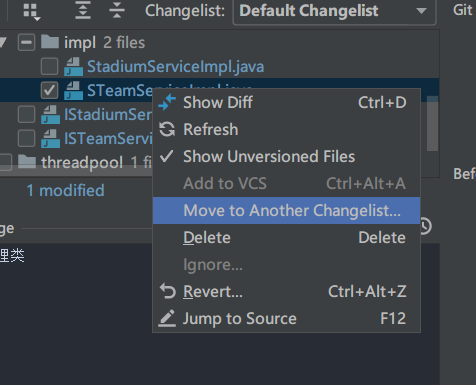 Changelist: Default Changelist Git
impl 2 files
StadiumServiceImpl.java
STeamServiceImpl.java
Show Diff Ctrl+D
Refresh
IStadiumSer
Show Unversioned Files
ISTeamServi
Add to VCS Ctrl+Alt+A
threadpool 1 fi
Bef
1 modified
Move to Another Changelist...
ge
Delete Delete
理类
Ignore...
Revert... Ctrl+Alt+Z
Jump to Source F12